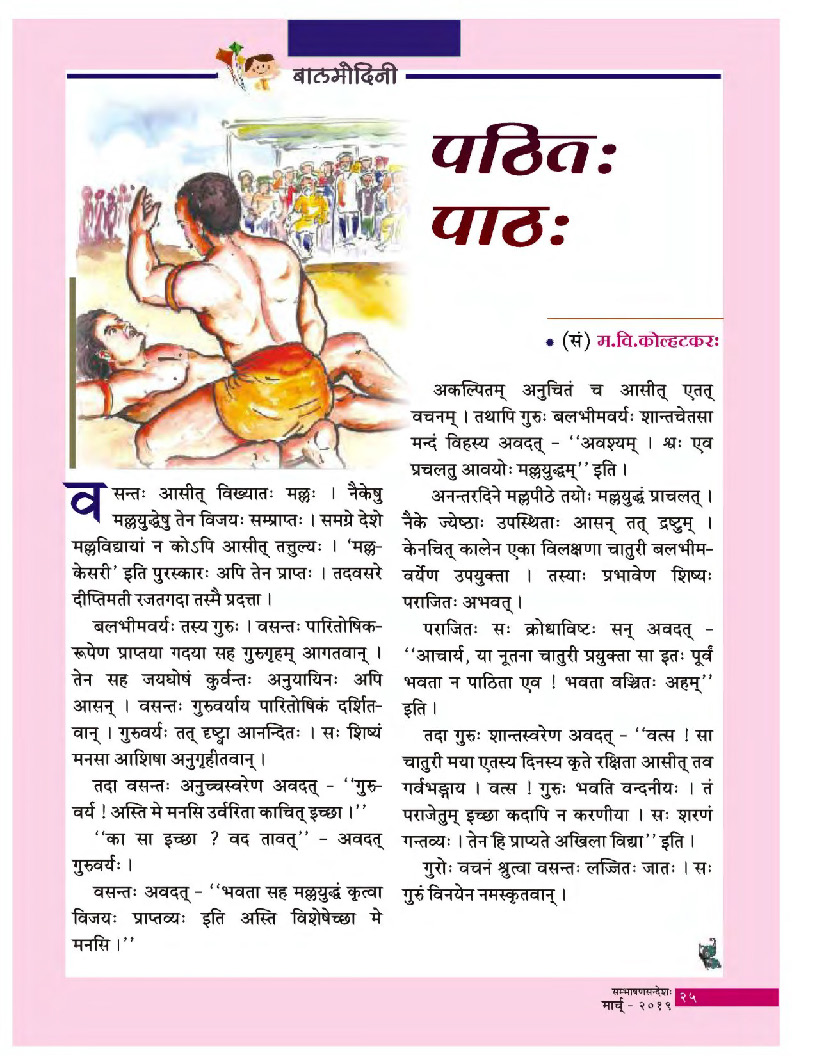 बालमोदिनी
पठितः
पाठः
• (सं) म.वि.कोल्हटकरः
वसन्तः आसीत् विख्यातः मल्लः । नैकेषु
मल्लयुद्धेषु तेन विजयः सम्प्राप्तः । समग्रे देशे
मल्लविद्यायां न कोऽपि आसीत् तत्तुल्यः । ‘मल्ल-
केसरी’ इति पुरस्कारः अपि तेन प्राप्तः । तदवसरे
दीप्तिमती रजतगदा तस्मै प्रदत्ता ।
बलभीमवर्यः तस्य गुरुः । वसन्तः पारितोषिक-
रूपेण प्राप्तया गदया सह गुरुगृहम् आगतवान् ।
तेन सह जयघोषं कुर्वन्तः अनुयायिनः अपि
आसन् । वसन्तः गुरुवर्याय पारितोषिकं दर्शित-
वान् । गुरुवर्यः तत् दृष्ट्वा आनन्दितः । सः शिष्यं
मनसा आशिषा अनुगृहीतवान् ।
तदा वसन्तः अनुच्चस्वरेण अवदत् - ‘‘गुरु-
वर्य ! अस्ति मे मनसि उर्वरिता काचित् इच्छा ।’’
‘‘का सा इच्छा ? वद तावत्’’ - अवदत्
गुरुवर्यः ।
वसन्तः अवदत् - ‘‘भवता सह मल्लयुद्धं कृत्वा
विजयः प्राप्तव्यः इति अस्ति विशेषेच्छा मे
मनसि ।’’
अकल्पितम् अनुचितं च आसीत् एतत्
वचनम् । तथापि गुरुः बलभीमवर्यः शान्तचेतसा
मन्दं विहस्य अवदत् - ‘‘अवश्यम् । श्वः एव
प्रचलतु आवयोः मल्लयुद्धम्’’ इति ।
अनन्तरदिने मल्लपीठे तयोः मल्लयुद्धं प्राचलत् ।
नैके ज्येष्ठाः उपस्थिताः आसन् तत् द्रष्टुम् ।
केनचित् कालेन एका विलक्षणा चातुरी बलभीम-
वर्येण उपयुक्ता । तस्याः प्रभावेण शिष्यः
पराजितः अभवत् ।
पराजितः सः क्रोधाविष्टः सन् अवदत् -
‘‘आचार्य, या नूतना चातुरी प्रयुक्ता सा इतः पूर्वं
भवता न पाठिता एव ! भवता वञ्चितः अहम्’’
इति ।
तदा गुरुः शान्तस्वरेण अवदत् - ‘‘वत्स ! सा
चातुरी मया एतस्य दिनस्य कृते रक्षिता आसीत् तव
गर्वभङ्गाय । वत्स ! गुरुः भवति वन्दनीयः । तं
पराजेतुम् इच्छा कदापि न करणीया । सः शरणं
गन्तव्यः । तेन हि प्राप्यते अखिला विद्या’’ इति ।
गुरोः वचनं श्रुत्वा वसन्तः लज्जितः जातः । सः
गुरुं विनयेन नमस्कृतवान् ।
सम्भाषणसन्देशः
मार्च् - २०१९ २५